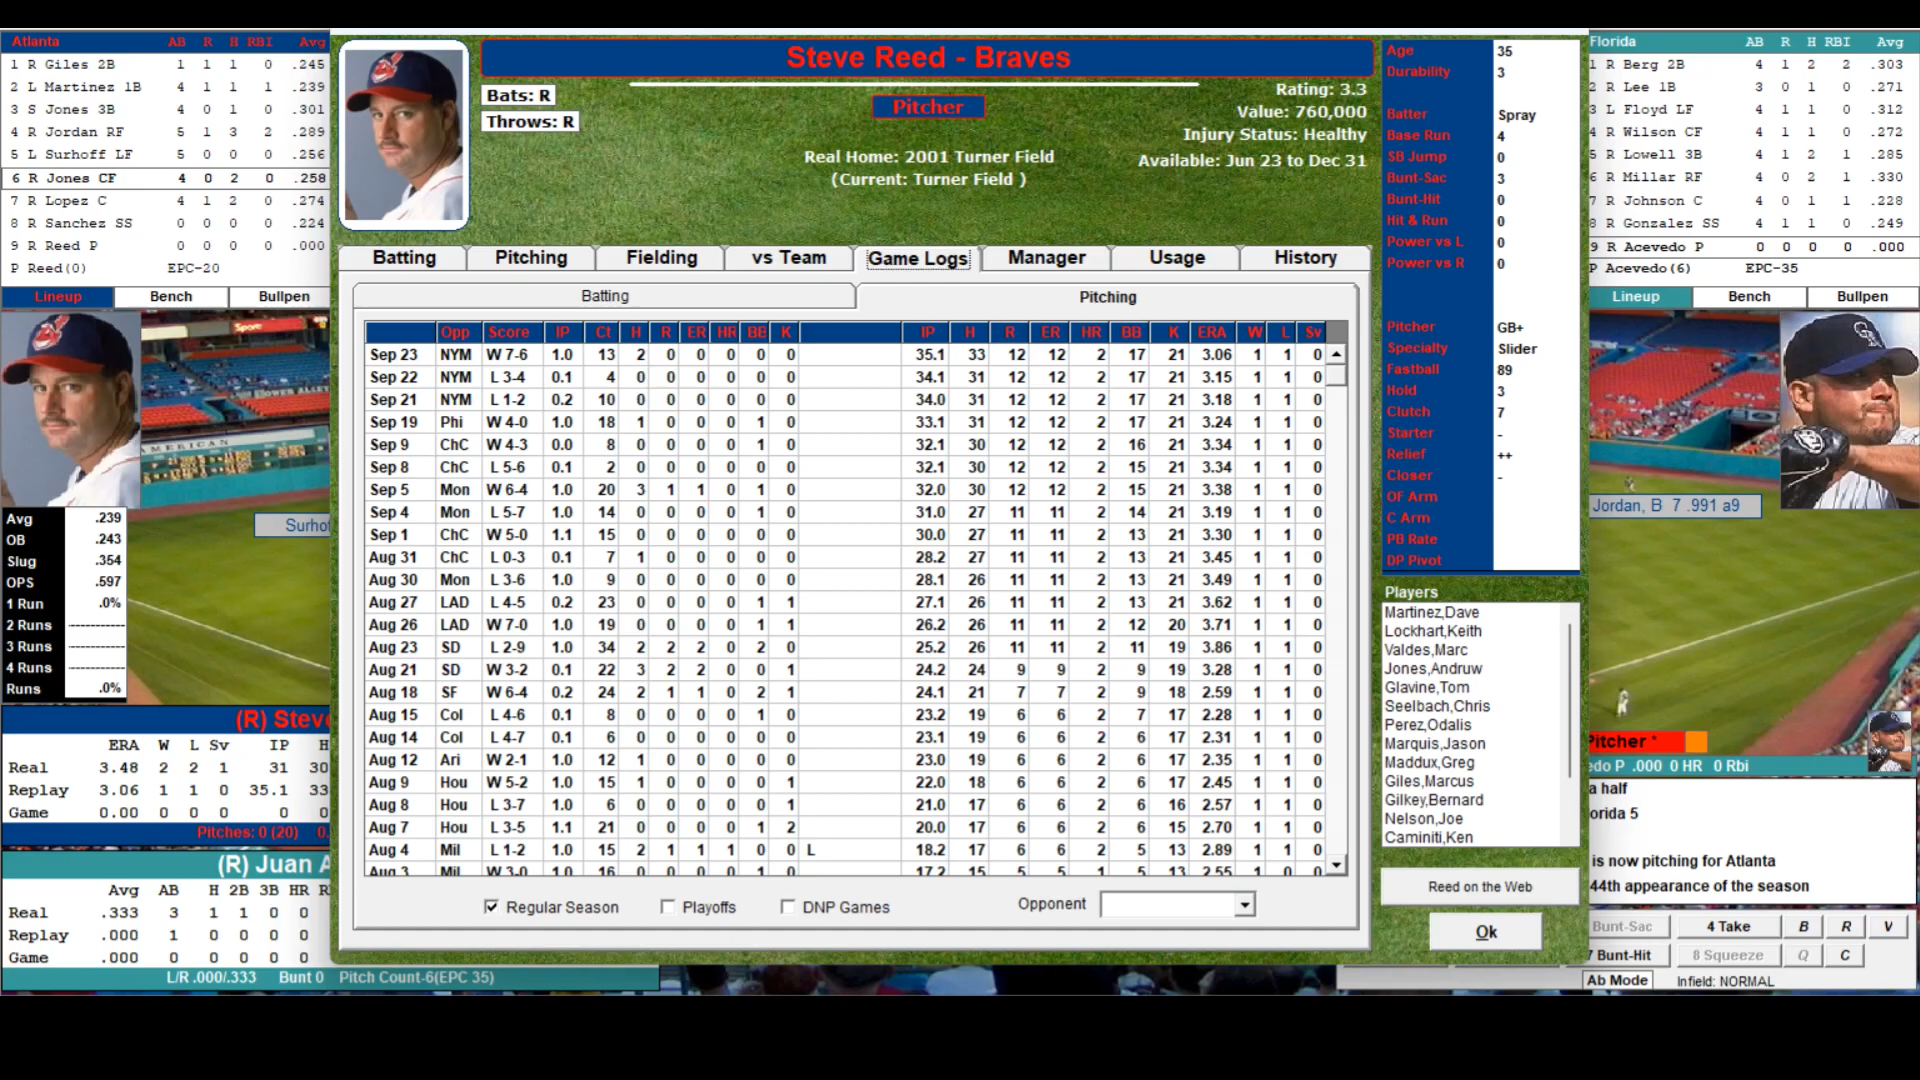 Atlanta AB R H RBI Avg
1 R Giles 2B 1 1 1 0 .245
2 L Martinez 1B 4 1 1 1 .239
3 S Jones 3B 4 0 1 0 .301
4 R Jordan RF 5 1 3 2 .289
5 L Surhoff LF 5 0 0 0 .256
6 R Jones CF 4 0 2 0 .258
7 R Lopez C 4 1 2 0 .274
8 R Sanchez SS 0 0 0 0 .224
9 R Reed P 0 0 0 0 .000
P Reed(0) EPC-20
Lineup Bench Bullpen
Spore
AMERICAN
Avg .239
OB .243
Slug .354
OPS .597
1 Run .0%
2 Runs -----------
3 Runs -----------
4 Runs -----------
Runs .0%
Surhof
(R) Steve
ERA W L Sv IP H
Real 3.48 2 2 1 31 30
Replay 3.06 1 1 0 35.1 33
Game 0.00 0 0 0 0 0
Pitches: 0 (20) 0.
(R) Juan A
Avg AB H 2B 3B HR R
Real .333 3 1 1 0 0
Replay .000 1 0 0 0 0
Game .000 0 0 0 0 0
L/R .000/.333 Bunt 0 Pitch Count-6(EPC 35)
Steve Reed - Braves
Bats: R
Throws: R
Pitcher
Rating: 3.3
Value: 760,000
Injury Status: Healthy
Real Home: 2001 Turner Field
(Current: Turner Field )
Available: Jun 23 to Dec 31
Batting Pitching Fielding vs Team Game Logs Manager Usage History
Batting Pitching
Opp Score IP Ct H R ER HR BB K IP H R ER HR BB K ERA W L Sv
Sep 23 NYM W 7-6 1.0 13 2 0 0 0 0 0 35.1 33 12 12 2 17 21 3.06 1 1 0
Sep 22 NYM L 3-4 0.1 4 0 0 0 0 0 0 34.1 31 12 12 2 17 21 3.15 1 1 0
Sep 21 NYM L 1-2 0.2 10 0 0 0 0 0 0 34.0 31 12 12 2 17 21 3.18 1 1 0
Sep 19 Phi W 4-0 1.0 18 1 0 0 0 1 0 33.1 31 12 12 2 17 21 3.24 1 1 0
Sep 9 ChC W 4-3 0.0 8 0 0 0 0 1 0 32.1 30 12 12 2 16 21 3.34 1 1 0
Sep 8 ChC L 5-6 0.1 2 0 0 0 0 0 0 32.1 30 12 12 2 15 21 3.34 1 1 0
Sep 5 Mon W 6-4 1.0 20 3 1 1 0 1 0 32.0 30 12 12 2 15 21 3.38 1 1 0
Sep 4 Mon L 5-7 1.0 14 0 0 0 0 1 0 31.0 27 11 11 2 14 21 3.19 1 1 0
Sep 1 ChC W 5-0 1.1 15 0 0 0 0 0 0 30.0 27 11 11 2 13 21 3.30 1 1 0
Aug 31 ChC L 0-3 0.1 7 1 0 0 0 0 0 28.2 27 11 11 2 13 21 3.45 1 1 0
Aug 30 Mon L 3-6 1.0 9 0 0 0 0 0 0 28.1 26 11 11 2 13 21 3.49 1 1 0
Aug 27 LAD L 4-5 0.2 23 0 0 0 0 1 1 27.1 26 11 11 2 13 21 3.62 1 1 0
Aug 26 LAD W 7-0 1.0 19 0 0 0 0 1 1 26.2 26 11 11 2 12 20 3.71 1 1 0
Aug 23 SD L 2-9 1.0 34 2 2 2 0 2 0 25.2 26 11 11 2 11 19 3.86 1 1 0
Aug 21 SD W 3-2 0.1 22 3 2 2 0 0 1 24.2 24 9 9 2 9 19 3.28 1 1 0
Aug 18 SF W 6-4 0.2 24 2 1 1 0 2 1 24.1 21 7 7 2 9 18 2.59 1 1 0
Aug 15 Col L 4-6 0.1 8 0 0 0 0 1 0 23.2 19 6 6 2 7 17 2.28 1 1 0
Aug 14 Col L 4-7 0.1 6 0 0 0 0 0 0 23.1 19 6 6 2 6 17 2.31 1 1 0
Aug 12 Ari W 2-1 1.0 12 1 0 0 0 0 0 23.0 19 6 6 2 6 17 2.35 1 1 0
Aug 9 Hou W 5-2 1.0 15 1 0 0 0 0 1 22.0 18 6 6 2 6 17 2.45 1 1 0
Aug 8 Hou L 3-7 1.0 6 0 0 0 0 0 1 21.0 17 6 6 2 6 16 2.57 1 1 0
Aug 7 Hou L 3-5 1.1 21 0 0 0 0 1 2 20.0 17 6 6 2 6 15 2.70 1 1 0
Aug 4 Mil L 1-2 1.0 15 2 1 1 1 0 0 L 18.2 17 6 6 2 5 13 2.89 1 1 0
Aug 3 Mil W 3-0 1.0 16 0 0 0 0 1 0 17.2 15 5 5 1 5 13 2.55 1 0 0
Regular Season Playoffs DNP Games Opponent
Age 35
Durability 3
Batter Spray
Base Run 4
SB Jump 0
Bunt-Sac 3
Bunt-Hit 0
Hit & Run 0
Power vs L 0
Power vs R 0
Pitcher GB+
Specialty Slider
Fastball 89
Hold 3
Clutch 7
Starter -
Relief ++
Closer -
OF Arm
C Arm
PB Rate
DP Pivot
Players
Martinez,Dave
Lockhart,Keith
Valdes,Marc
Jones,Andruw
Glavine,Tom
Seelbach,Chris
Perez,Odalis
Marquis,Jason
Maddux,Greg
Giles,Marcus
Gilkey,Bernard
Nelson,Joe
Caminiti,Ken
Reed on the Web
Ok
Florida AB R H RBI Avg
1 R Berg 2B 4 1 2 2 .303
2 R Lee 1B 3 0 1 0 .271
3 L Floyd LF 4 1 1 0 .312
4 R Wilson CF 4 1 1 0 .272
5 R Lowell 3B 4 1 2 1 .285
6 R Millar RF 4 0 2 1 .330
7 R Johnson C 4 0 1 1 .228
8 R Gonzalez SS 4 1 1 0 .249
9 R Acevedo P 0 0 0 0 .000
P Acevedo(6) EPC-35
Lineup Bench Bullpen
Jordan, B 7 .991 a9
Pitcher *
edo P .000 0 HR 0 Rbi
a half
orida 5
is now pitching for Atlanta
44th appearance of the season
Bunt-Sac 4 Take B R V
7 Bunt-Hit 8 Squeeze Q C
Ab Mode Infield: NORMAL